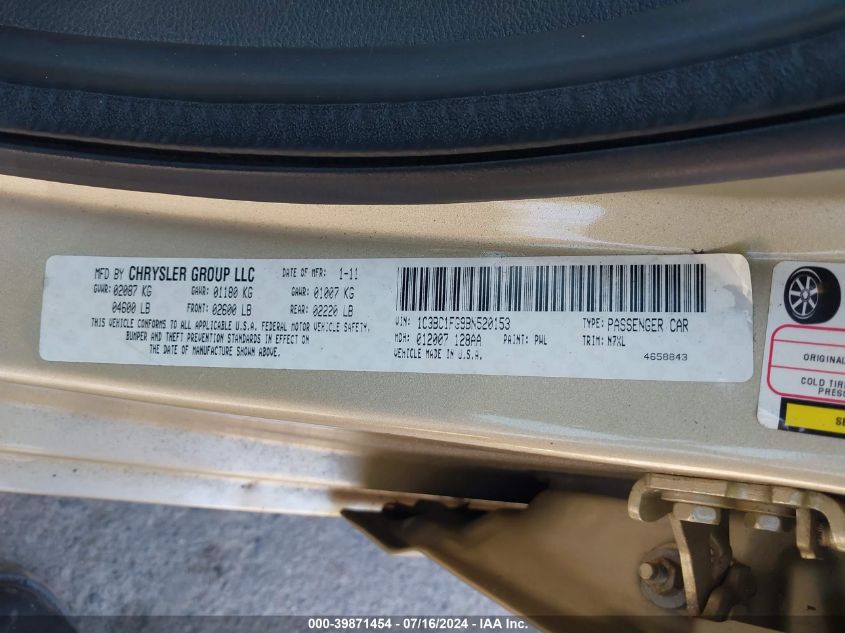 MFD BY CHRYSLER GROUP LLC DATE OF MFR: 1-11
GVWR: 02087 KG GAWR: 01180 KG GAWR: 01007 KG
04600 LB FRONT: 02600 LB REAR: 02220 LB
THIS VEHICLE CONFORMS TO ALL APPLICABLE U.S.A. FEDERAL MOTOR VEHICLE SAFETY,
BUMPER AND THEFT PREVENTION STANDARDS IN EFFECT ON
THE DATE OF MANUFACTURE SHOWN ABOVE.
VIN: 1C3BC1FG9BN520153 TYPE: PASSENGER CAR
MDH: 012007 128AA PAINT: PWL TRIM: N7XL
VEHICLE MADE IN U.S.A. 4658843
ORIGINAL
COLD TIRE
PRESS
SE
000-39871454 - 07/16/2024 - IAA Inc.